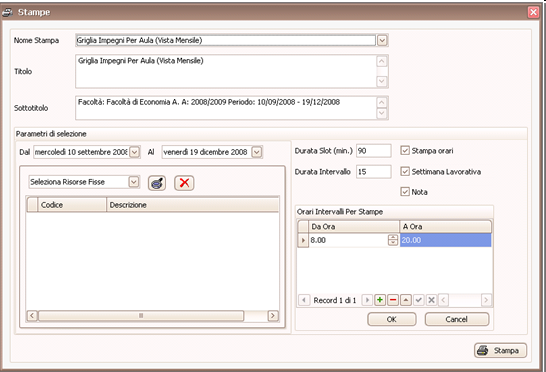 Stampe
Nome Stampa Griglia Impegni Per Aula (Vista Mensile)
Titolo Griglia Impegni Per Aula (Vista Mensile)
Sottotitolo Facoltà: Facoltà di Economia A. A: 2008/2009 Periodo: 10/09/2008 - 19/12/2008
Parametri di selezione
Dal mercoledì 10 settembre 2008 Al venerdì 19 dicembre 2008
Durata Slot (min.) 90 Stampa orari
Durata Intervallo 15 Settimana Lavorativa
Nota
Seleziona Risorse Fisse
Codice Descrizione
Orari Intervalli Per Stampe
Da Ora A Ora
8.00 20.00
Record 1 di 1
OK Cancel
Stampa